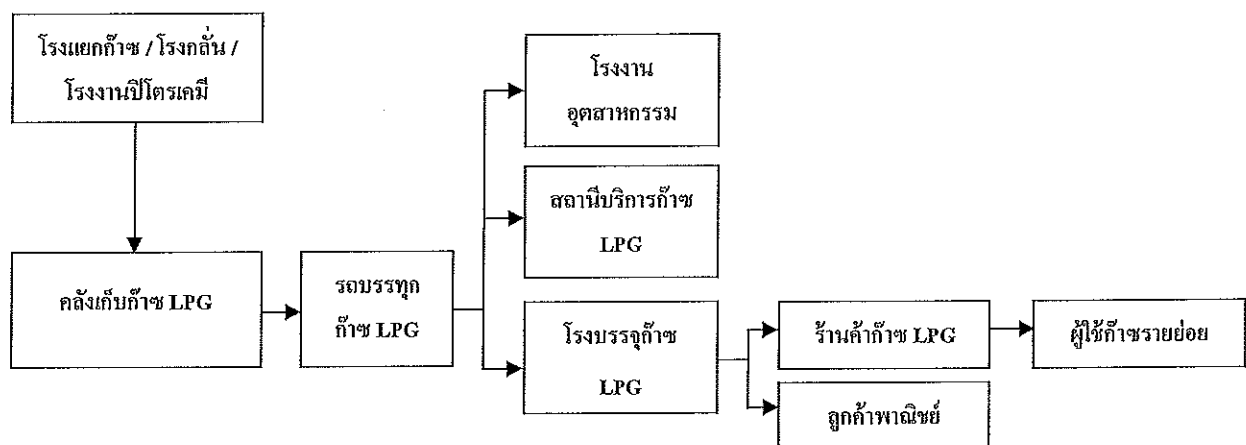 โรงแยกก๊าซ / โรงกลั่น /
โรงงานปิโตรเคมี
คลังเก็บก๊าซ LPG
รถบรรทุก
ก๊าซ LPG
โรงงาน
อุตสาหกรรม
สถานีบริการก๊าซ
LPG
โรงบรรจุก๊าซ
LPG
ร้านค้าก๊าซ LPG
ผู้ใช้ก๊าซรายย่อย
ลูกค้าพาณิชย์